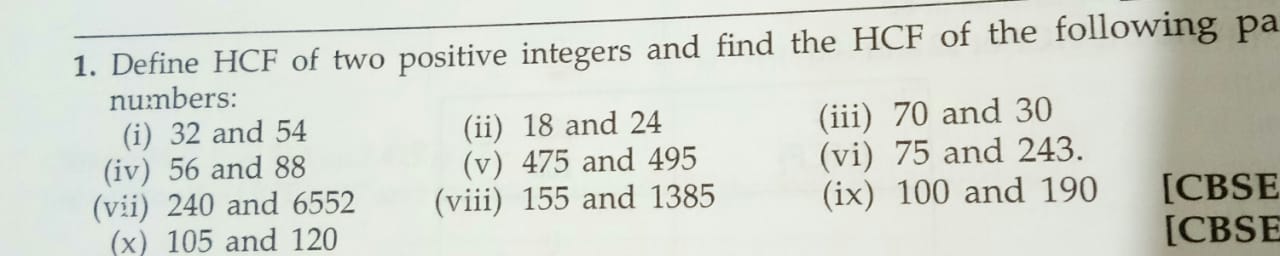 1. Define HCF of two positive integers and find the HCF of the following pa
numbers:
(i) 32 and 54 (ii) 18 and 24 (iii) 70 and 30
(iv) 56 and 88 (v) 475 and 495 (vi) 75 and 243.
(vii) 240 and 6552 (viii) 155 and 1385 (ix) 100 and 190 [CBSE
(x) 105 and 120 [CBSE